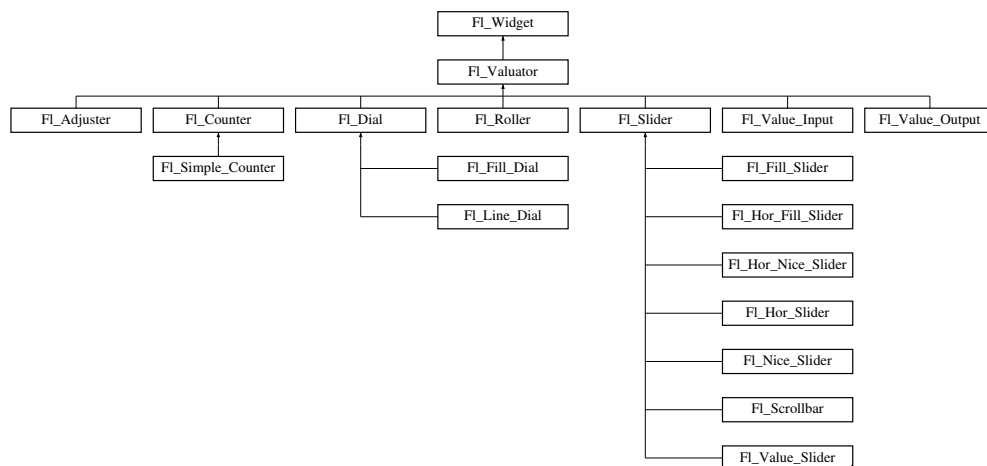 Fl_Widget
Fl_Valuator
Fl_Adjuster
Fl_Counter
Fl_Dial
Fl_Roller
Fl_Slider
Fl_Value_Input
Fl_Value_Output
Fl_Simple_Counter
Fl_Fill_Dial
Fl_Fill_Slider
Fl_Line_Dial
Fl_Hor_Fill_Slider
Fl_Hor_Nice_Slider
Fl_Hor_Slider
Fl_Nice_Slider
Fl_Scrollbar
Fl_Value_Slider